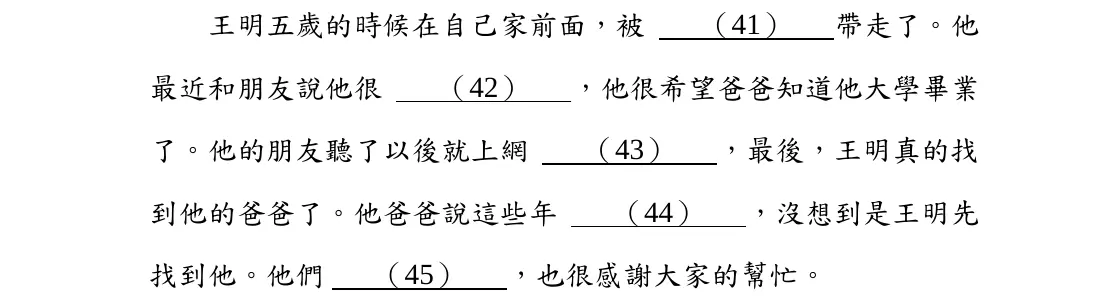 王明五歲的時候在自己家前面，被 （41） 帶走了。他
最近和朋友說他很 （42） ，他很希望爸爸知道他大學畢業
了。他的朋友聽了以後就上網 （43） ，最後，王明真的找
到他的爸爸了。他爸爸說這些年 （44） ，沒想到是王明先
找到他。他們 （45） ，也很感謝大家的幫忙。